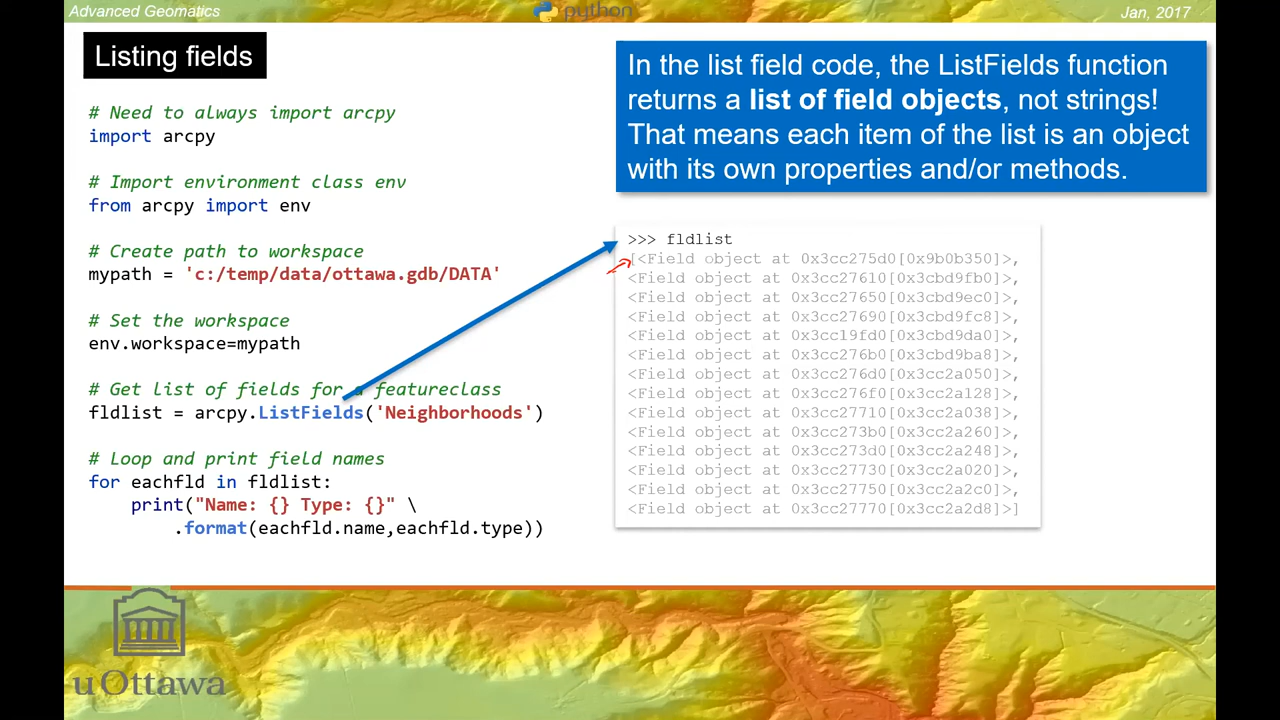 Advanced Geomatics
python
Jan, 2017
Listing fields
# Need to always import arcpy
import arcpy
# Import environment class env
from arcpy import env
# Create path to workspace
mypath = 'c:/temp/data/ottawa.gdb/DATA'
# Set the workspace
env.workspace=mypath
# Get list of fields for a featureclass
fldlist = arcpy.ListFields('Neighborhoods')
# Loop and print field names
for eachfld in fldlist:
print("Name: {} Type: {}" \
.format(eachfld.name,eachfld.type))
In the list field code, the ListFields function
returns a list of field objects, not strings!
That means each item of the list is an object
with its own properties and/or methods.
>>> fldlist
[<Field object at 0x3cc275d0[0x9b0b350]>,
<Field object at 0x3cc27610[0x3cbd9fb0]>,
<Field object at 0x3cc27650[0x3cbd9ec0]>,
<Field object at 0x3cc27690[0x3cbd9fc8]>,
<Field object at 0x3cc19fd0[0x3cbd9da0]>,
<Field object at 0x3cc276b0[0x3cbd9ba8]>,
<Field object at 0x3cc276d0[0x3cc2a050]>,
<Field object at 0x3cc276f0[0x3cc2a128]>,
<Field object at 0x3cc27710[0x3cc2a038]>,
<Field object at 0x3cc273b0[0x3cc2a260]>,
<Field object at 0x3cc273d0[0x3cc2a248]>,
<Field object at 0x3cc27730[0x3cc2a020]>,
<Field object at 0x3cc27750[0x3cc2a2c0]>,
<Field object at 0x3cc27770[0x3cc2a2d8]>]
uOttawa